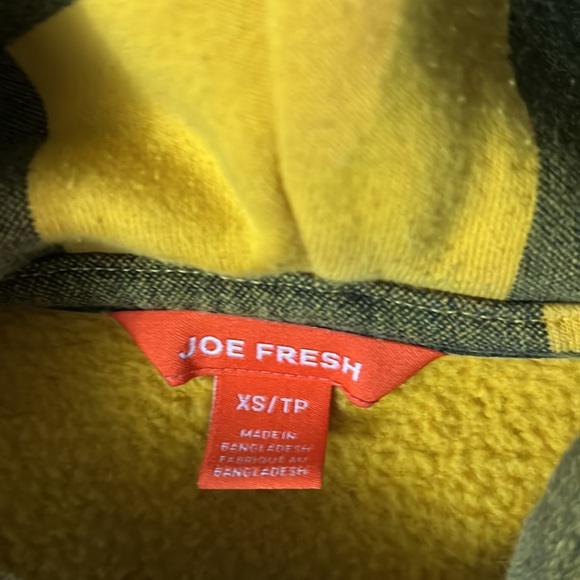 JOE FRESH
XS/TP
MADE IN
BANGLADESH
FABRIQUÉ AU
BANGLADESH